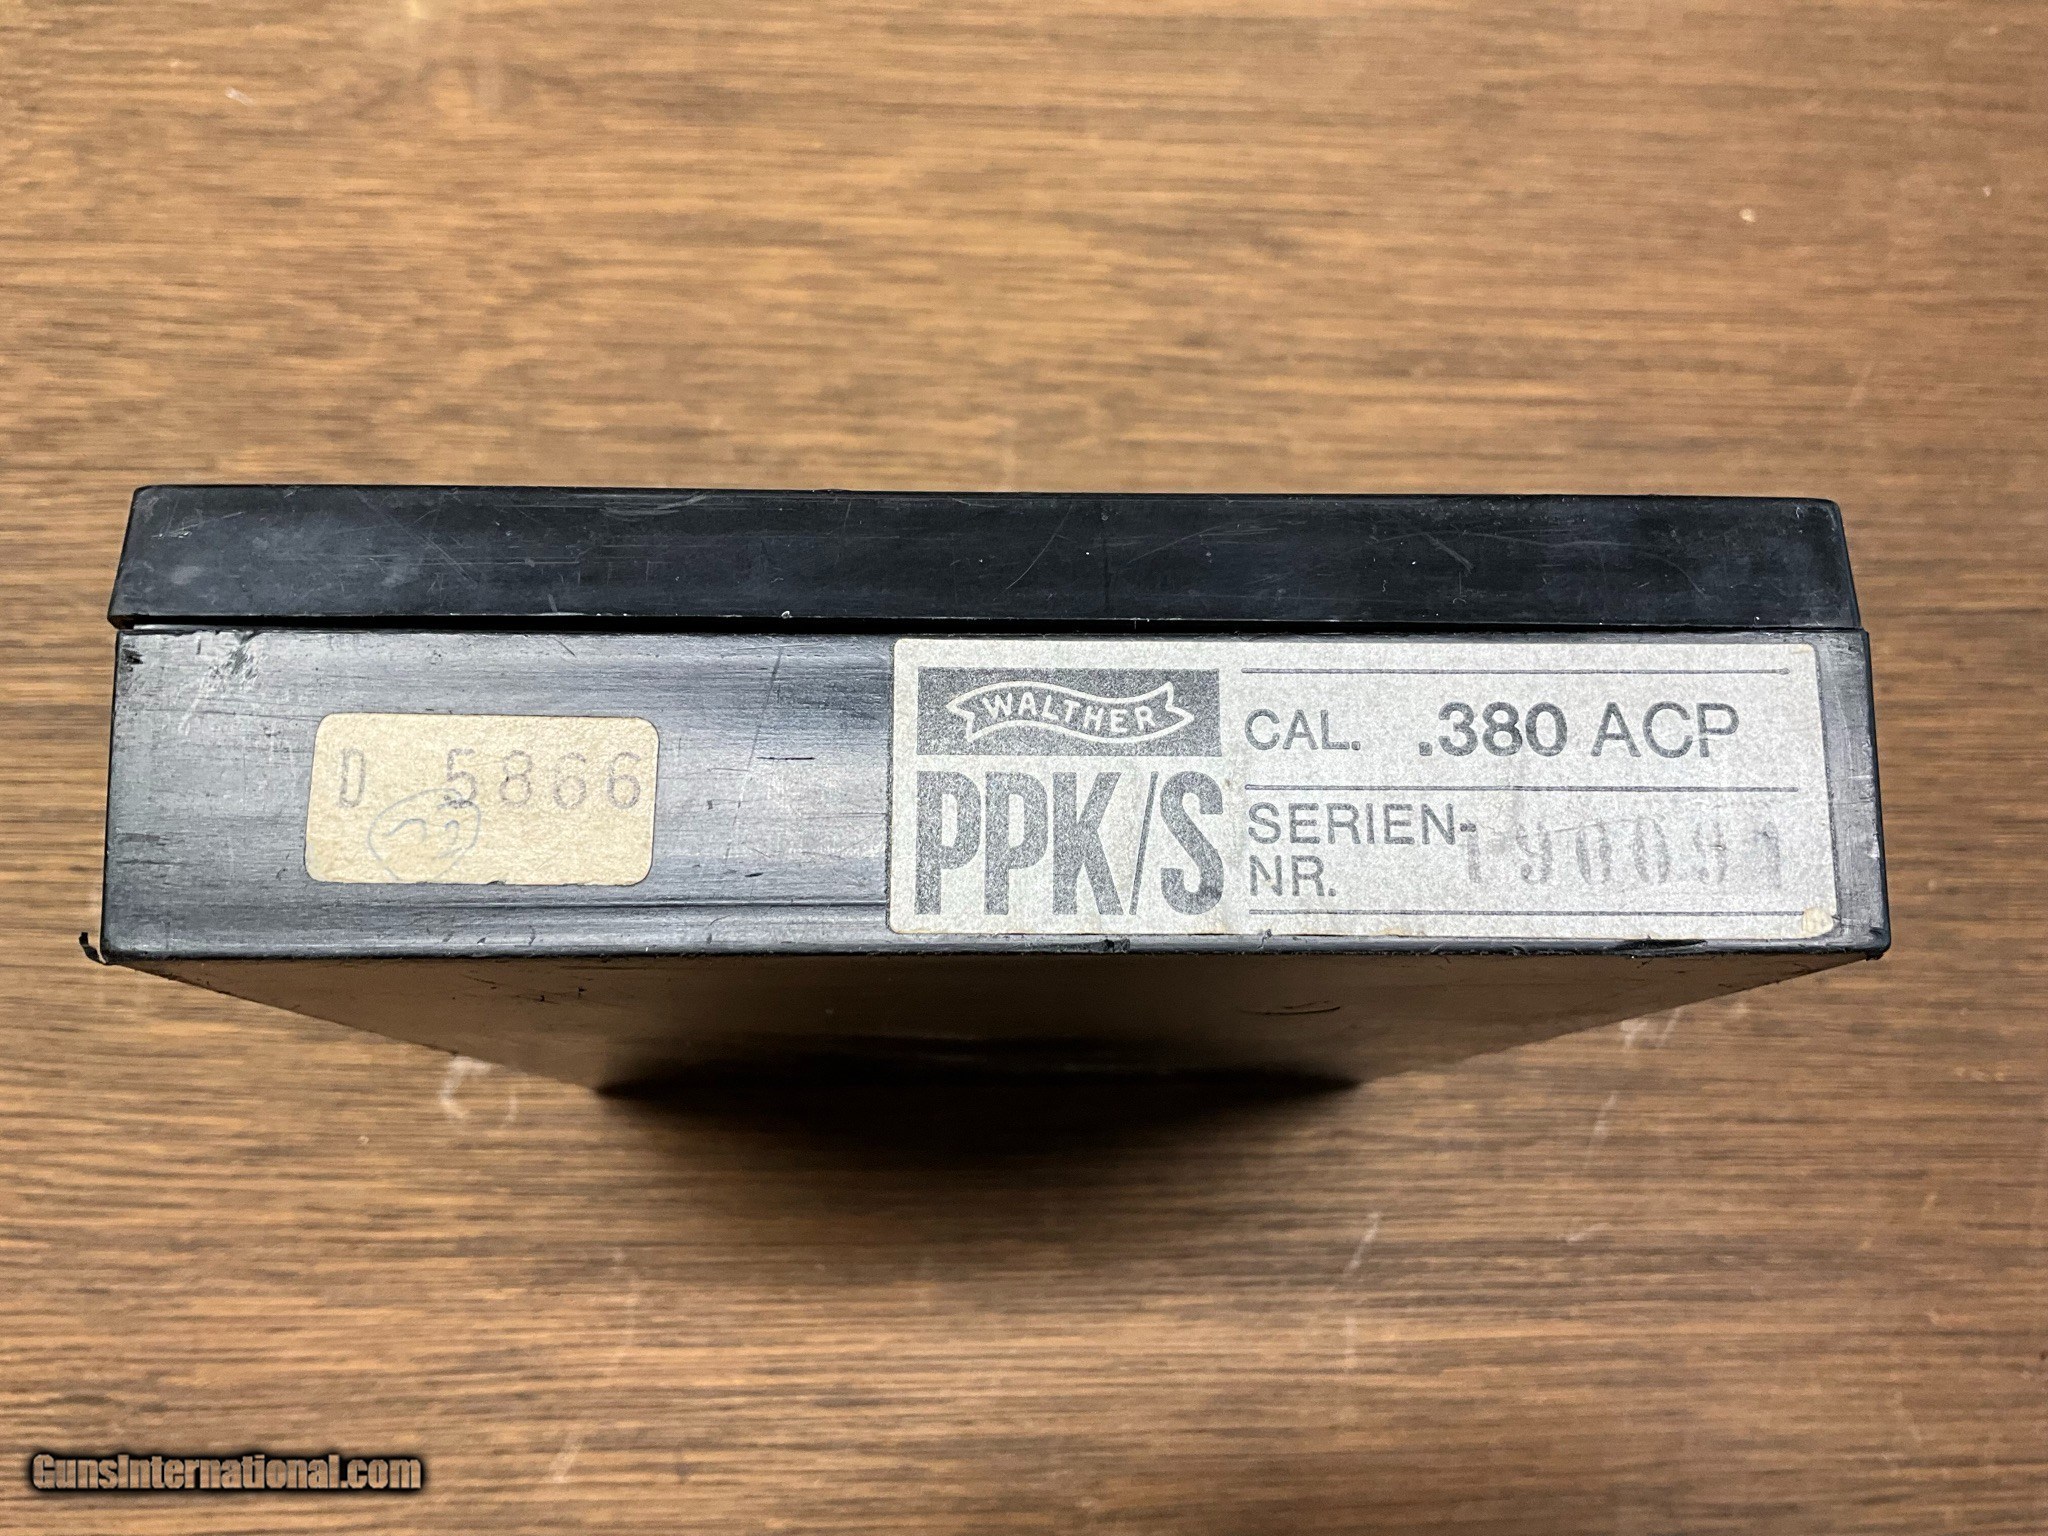 D 5866
WALTHER
PPK/S
CAL. .380 ACP
SERIEN-
NR.
GunsInternational.com